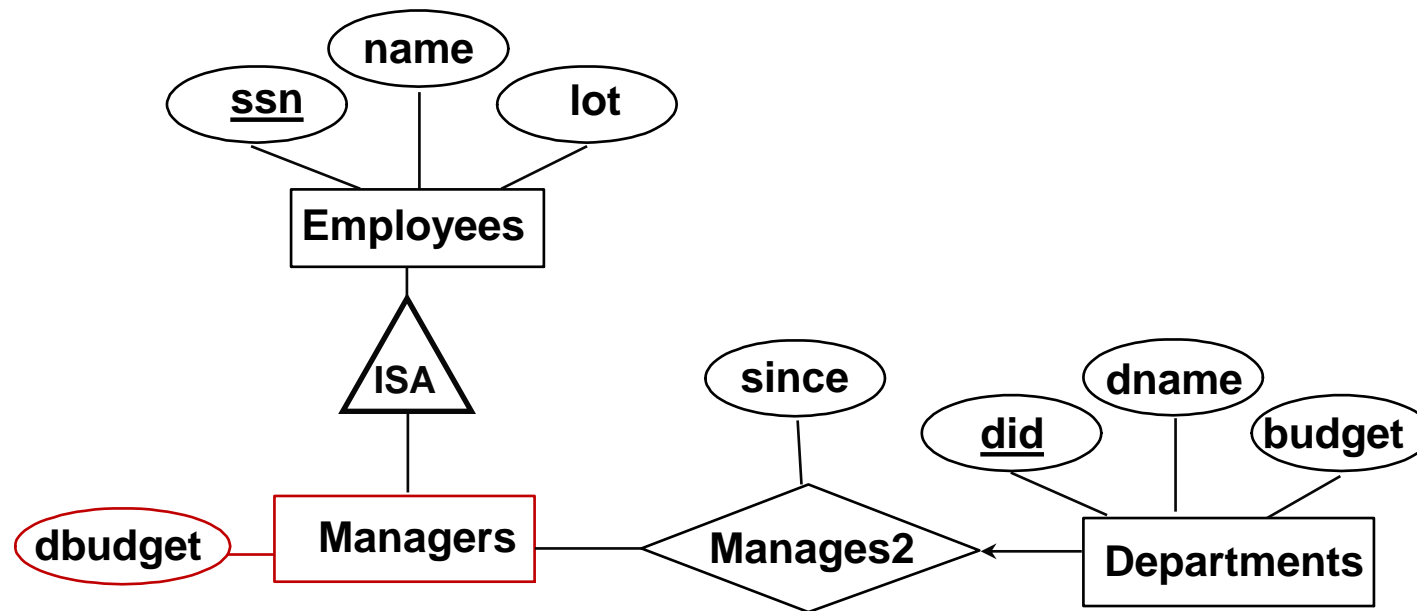 name
ssn
lot
Employees
ISA
since
dname
did
budget
dbudget
Managers
Manages2
Departments